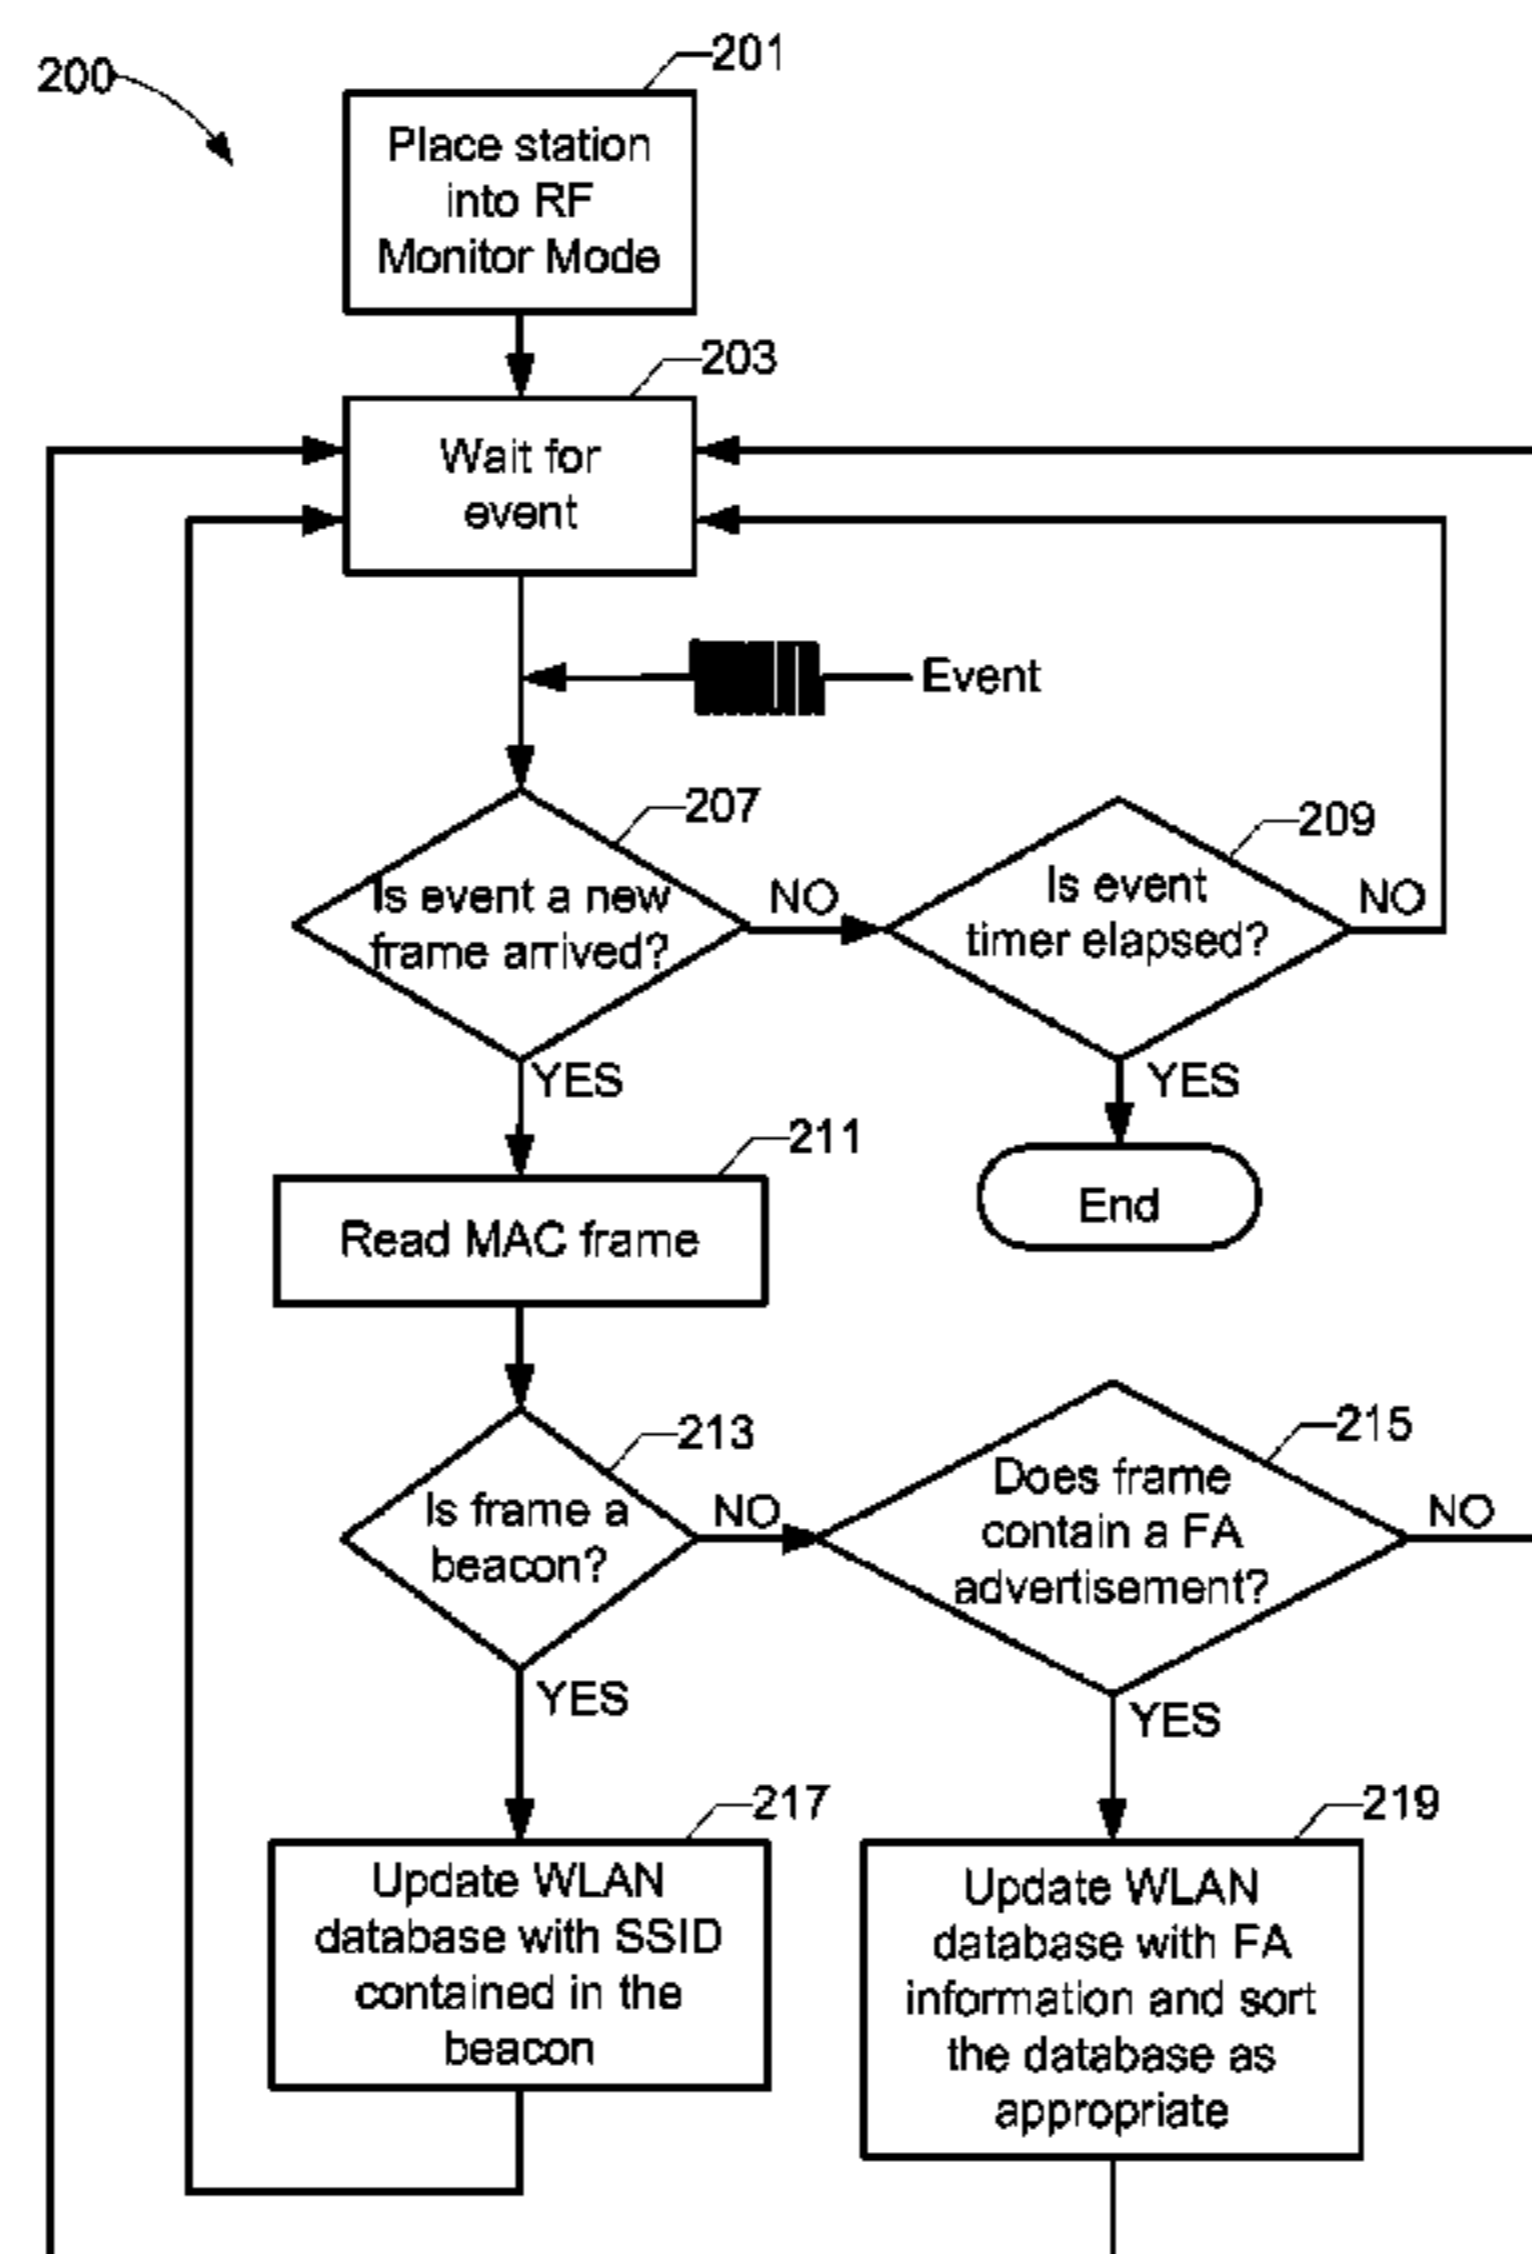 200
201
Place station
into RF
Monitor Mode
203
Wait for
event
Event
207
Is event a new
frame arrived?
NO
209
Is event
timer elapsed?
NO
YES
YES
211
Read MAC frame
End
213
Is frame a
beacon?
NO
215
Does frame
contain a FA
advertisement?
NO
YES
YES
217
Update WLAN
database with SSID
contained in the
beacon
219
Update WLAN
database with FA
information and sort
the database as
appropriate